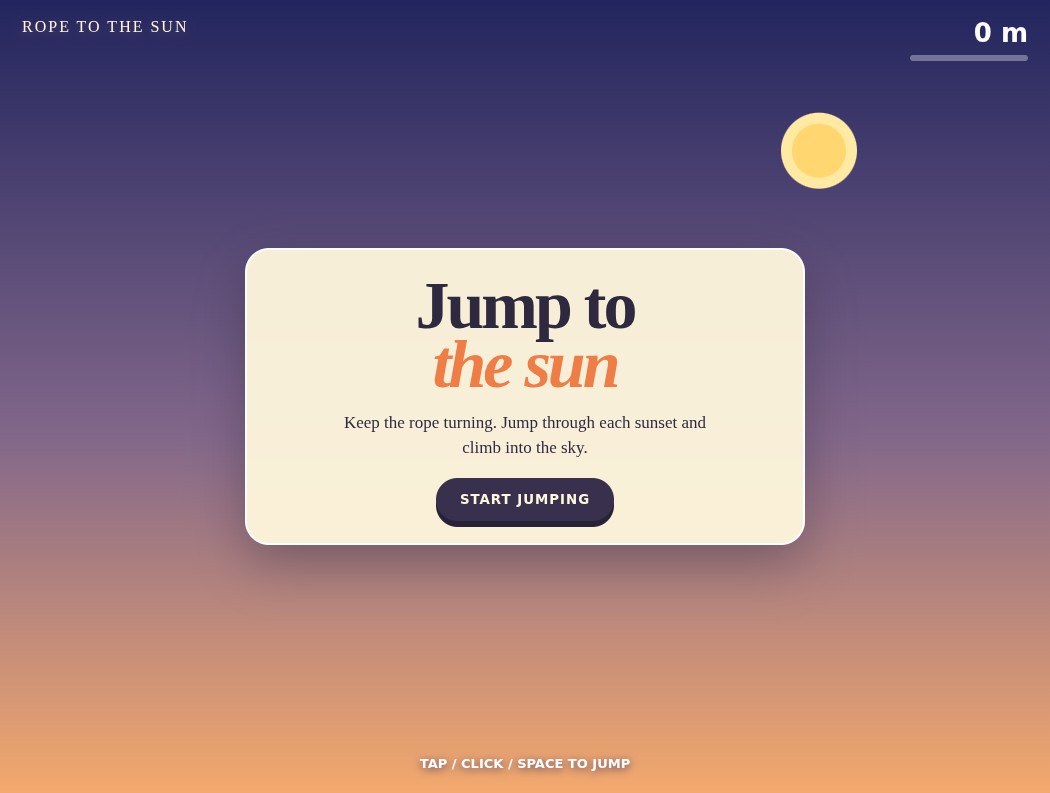 ROPE TO THE SUN
0 m
Jump to
the sun
Keep the rope turning. Jump through each sunset and
climb into the sky.
START JUMPING
TAP / CLICK / SPACE TO JUMP